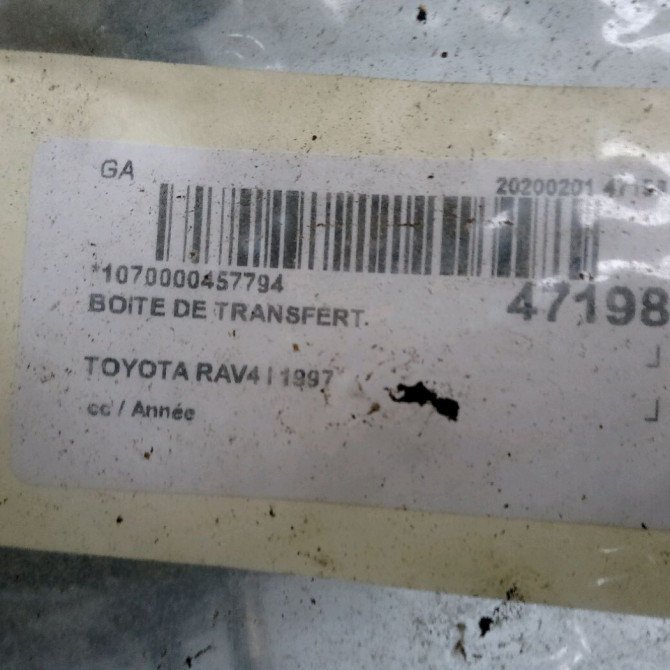 GA
20200201
*1070000457794
47198
BOITE DE TRANSFERT.
TOYOTA RAV4 I 1997
cc / Année